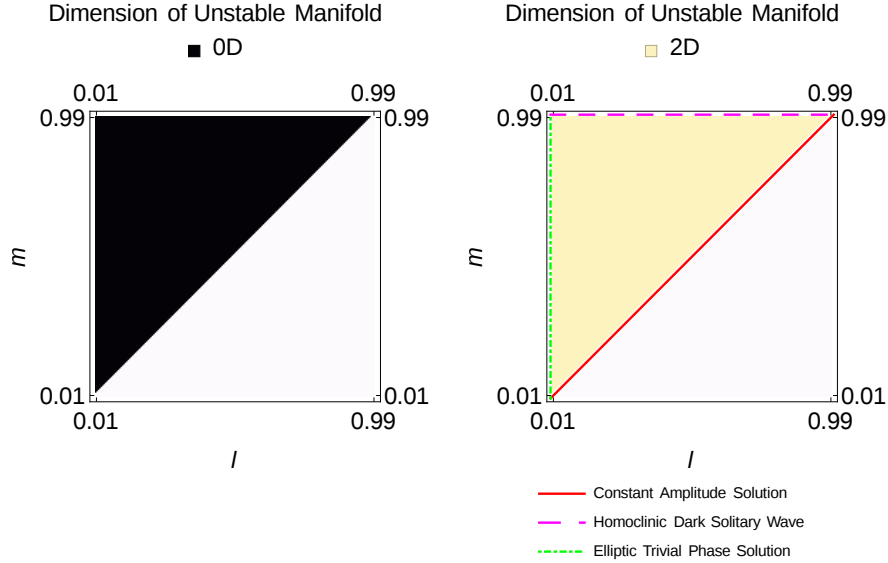 Dimension of Unstable Manifold
0D
0.01 0.99
0.99 0.99
m
0.01 0.01
0.01 0.99
l
Dimension of Unstable Manifold
2D
0.01 0.99
0.99 0.99
m
0.01 0.01
0.01 0.99
l
Constant Amplitude Solution
Homoclinic Dark Solitary Wave
Elliptic Trivial Phase Solution